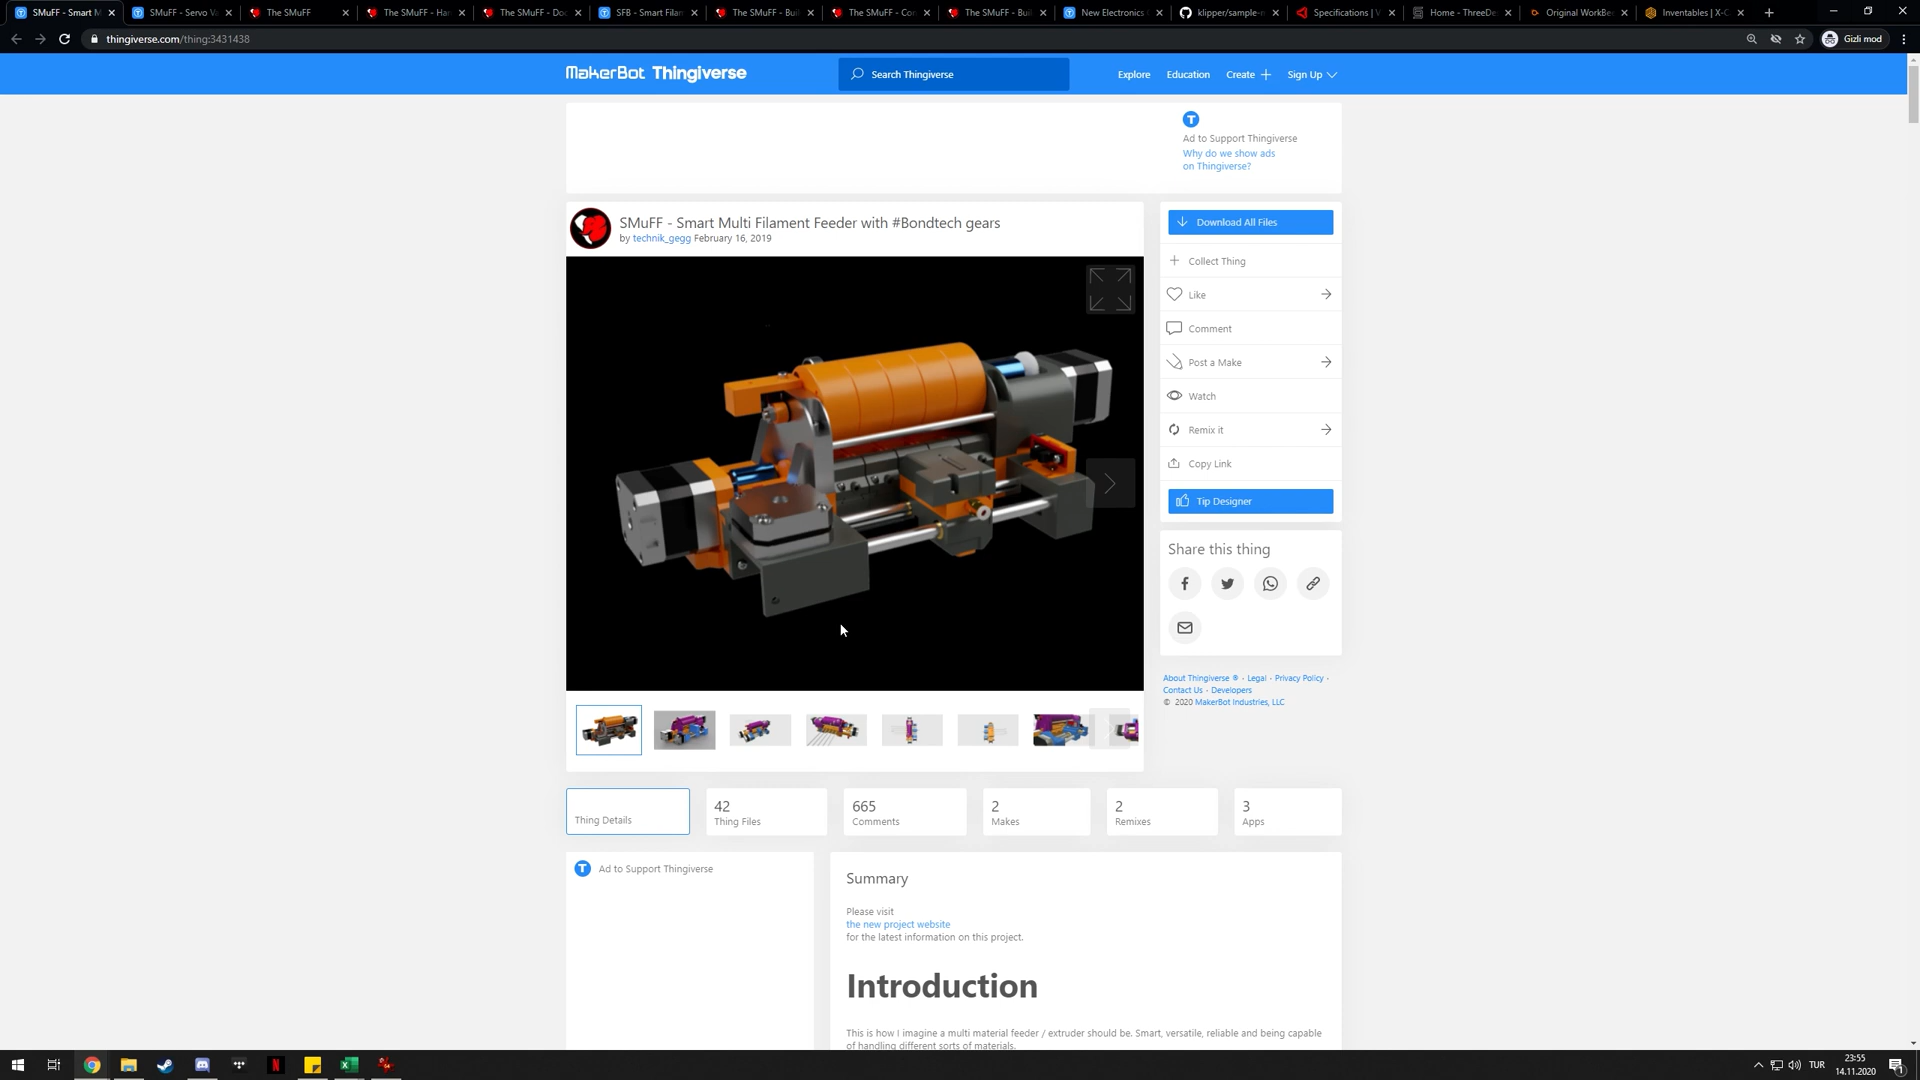 SMuFF - Smart M
SMuFF - Servo Va
The SMuFF
The SMuFF - Har
The SMuFF - Doc
SFB - Smart Filam
The SMuFF - Buil
The SMuFF - Con
The SMuFF - Buil
New Electronics
klipper/sample-m
Specifications | V
Home - ThreeDe
Original WorkBe
Inventables | X-C
thingiverse.com/thing:3431438
Gizli mod
MakerBot Thingiverse
Search Thingiverse
Explore
Education
Create
Sign Up
Ad to Support Thingiverse
Why do we show ads
on Thingiverse?
SMuFF - Smart Multi Filament Feeder with #Bondtech gears
by technik_gegg February 16, 2019
Download All Files
Collect Thing
Like
Comment
Post a Make
Watch
Remix it
Copy Link
Tip Designer
Share this thing
About Thingiverse ® · Legal · Privacy Policy ·
Contact Us · Developers
© 2020 MakerBot Industries, LLC
Thing Details
42
Thing Files
665
Comments
2
Makes
2
Remixes
3
Apps
Ad to Support Thingiverse
Summary
Please visit
the new project website
for the latest information on this project.
Introduction
This is how I imagine a multi material feeder / extruder should be. Smart, versatile, reliable and being capable
of handling different sorts of materials.
TUR
23:55
14.11.2020